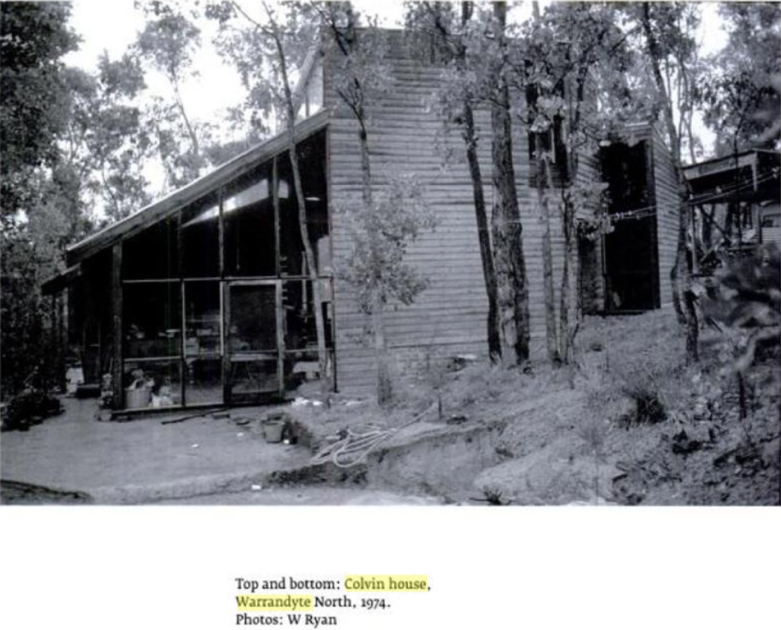 Top and bottom: Colvin house,
Warrandyte North, 1974.
Photos: W Ryan